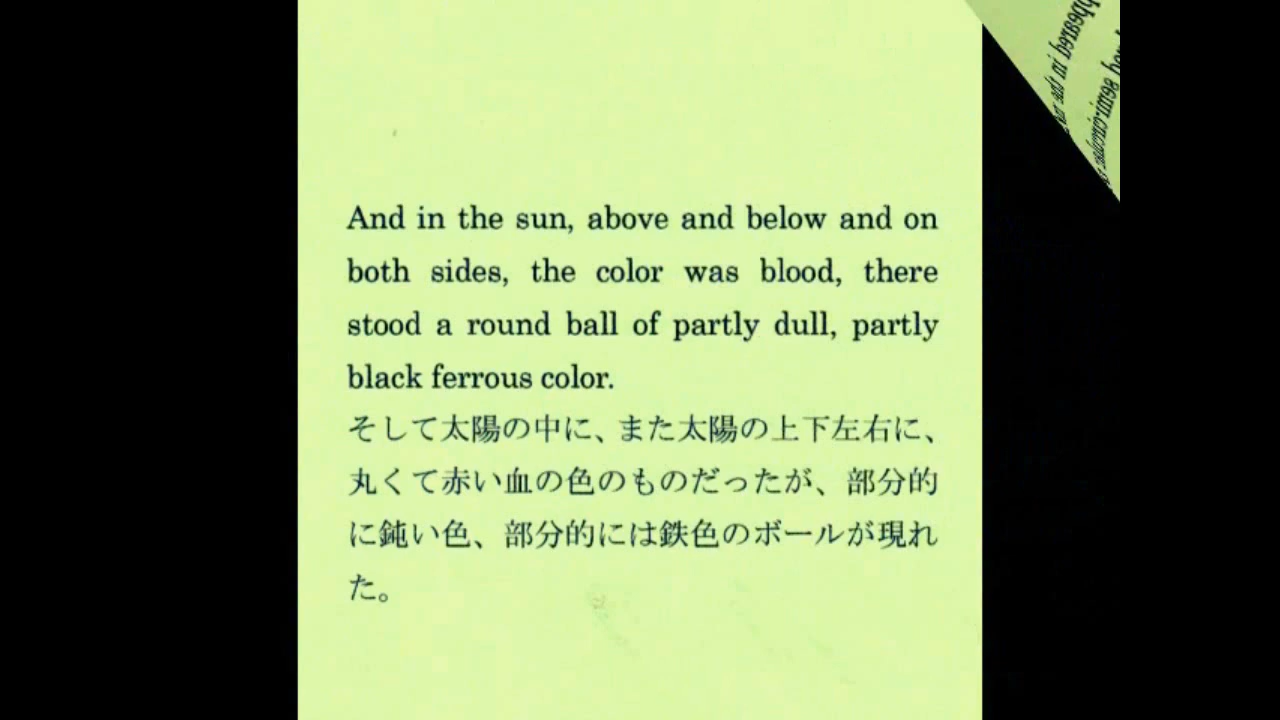 And in the sun, above and below and on
both sides, the color was blood, there
stood a round ball of partly dull, partly
black ferrous color.
そして太陽の中に、また太陽の上下左右に、
丸くて赤い血の色のものだったが、部分的
に鈍い色、部分的には鉄色のボールが現れ
た。